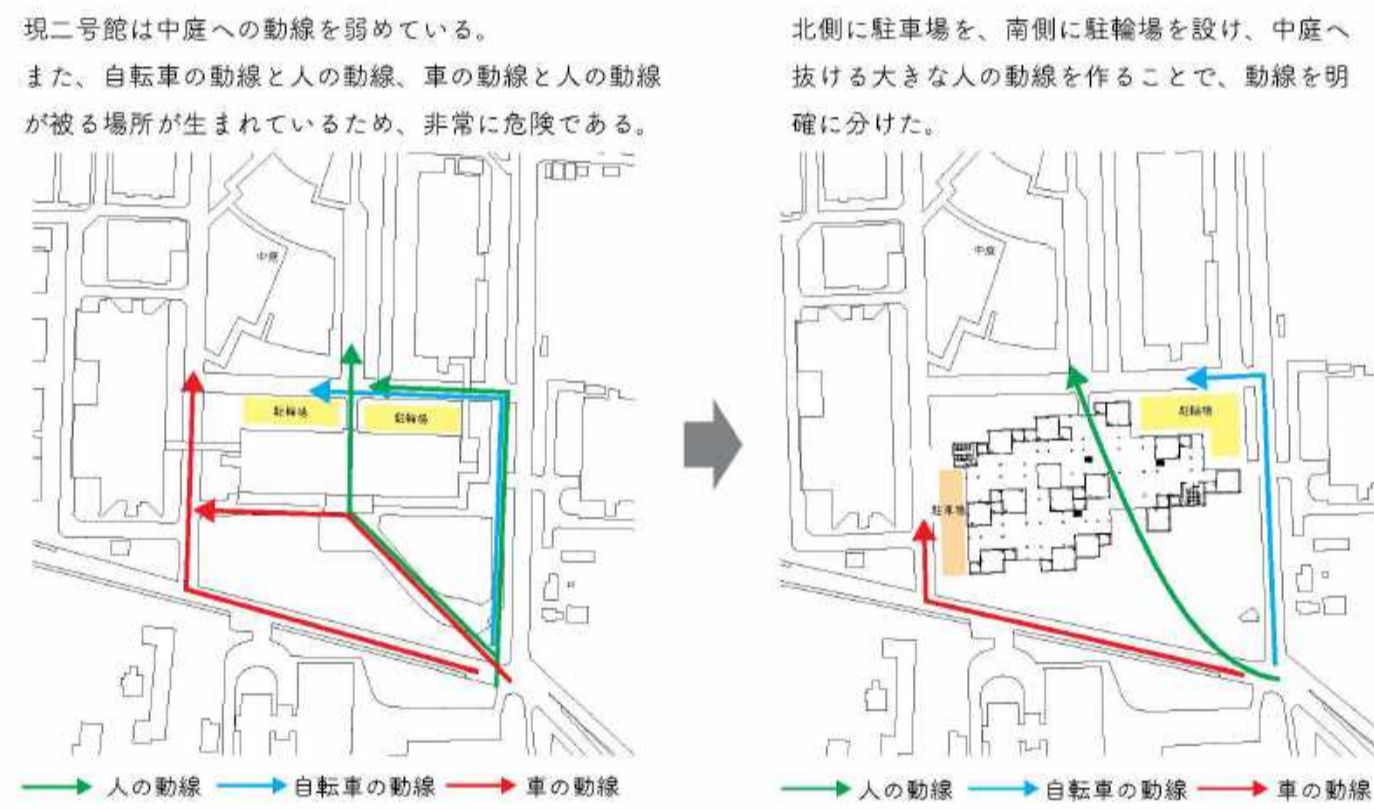 現二号館は中庭への動線を弱めている。
また、自転車の動線と人の動線、車の動線と人の動線
が被る場所が生まれているため、非常に危険である。
中庭
駐輪場
駐輪場
人の動線
自転車の動線
車の動線
北側に駐車場を、南側に駐輪場を設け、中庭へ
抜ける大きな人の動線を作ることで、動線を明
確に分けた。
中庭
駐輪場
駐車場
人の動線
自転車の動線
車の動線